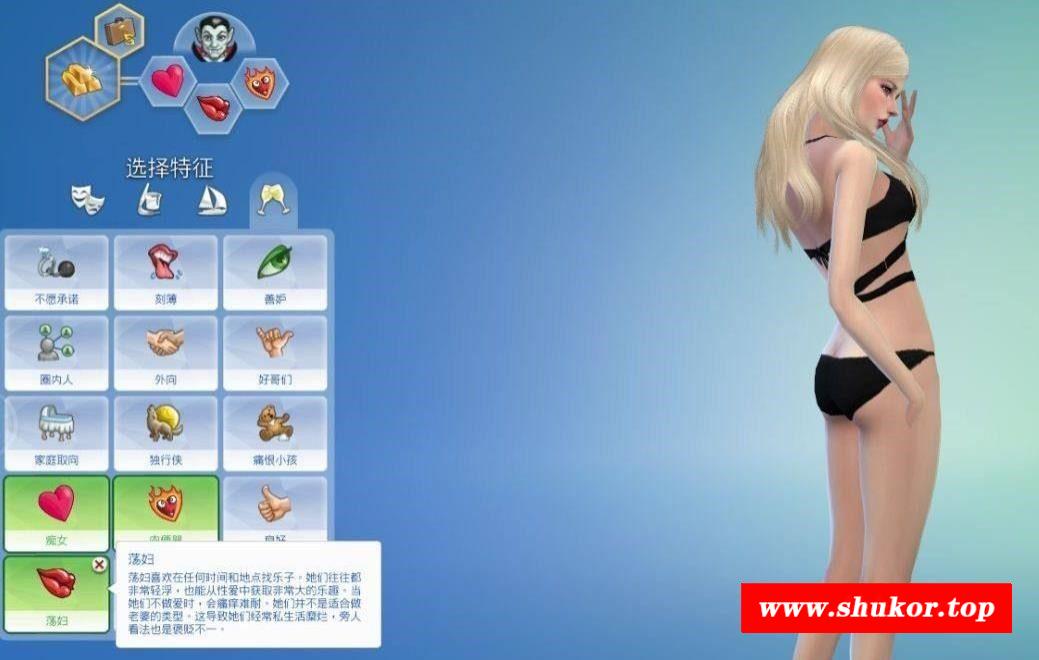 选择特征
不愿承诺
刻薄
善妒
圈内人
外向
好哥们
家庭取向
独行侠
痛恨小孩
痴女
良好
荡妇
荡妇
荡妇喜欢在任何时间和地点找乐子。她们往往都
非常轻浮，也能从性爱中获取非常大的乐趣。当
她们不做爱时，会瘙痒难耐。她们并不是适合做
老婆的类型。这导致她们经常私生活糜烂，旁人
看法也是褒贬不一。
www.shukor.top